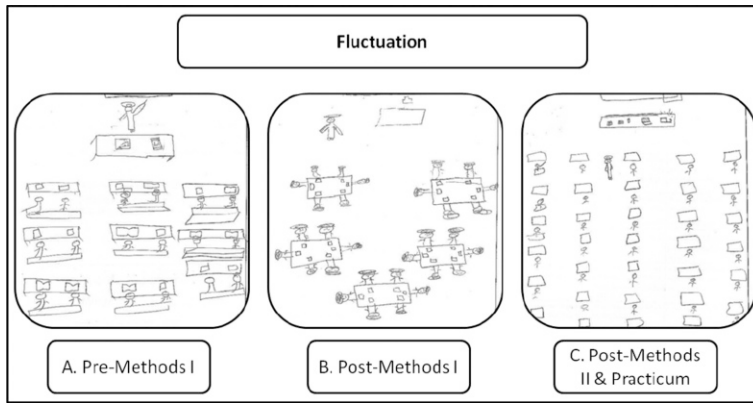 Fluctuation
A. Pre-Methods I
B. Post-Methods I
C. Post-Methods
II & Practicum